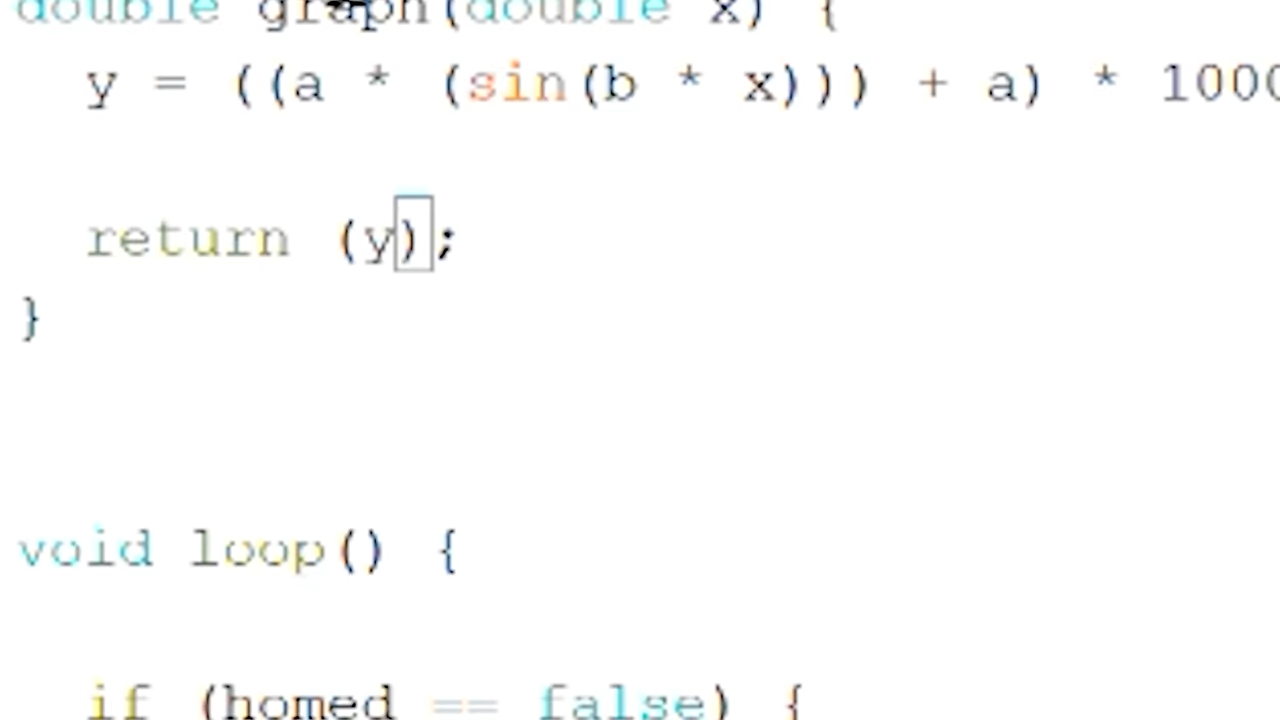 double graph(double x) {
y = ((a * (sin(b * x))) + a) * 1000
return (y);
}
void loop() {
if (homed == false) {